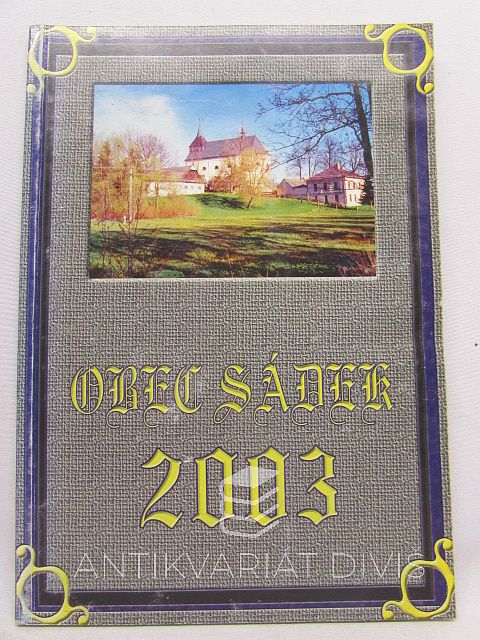 OBEC SÁDEK
2003
ANTIKVARIÁT DIVIŠ